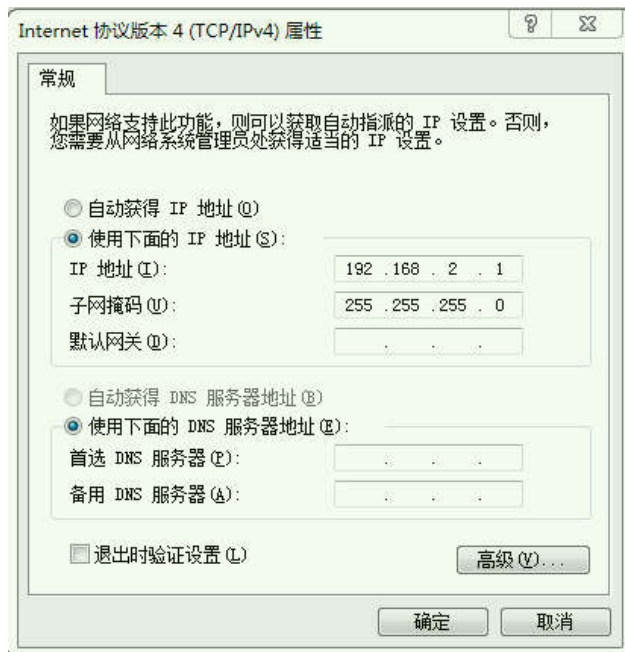 Internet 协议版本 4 (TCP/IPv4) 属性
常规
如果网络支持此功能，则可以获取自动指派的 IP 设置。否则，
您需要从网络系统管理员处获得适当的 IP 设置。
自动获得 IP 地址(O)
使用下面的 IP 地址(S):
IP 地址(I): 192 .168 . 2 . 1
子网掩码(U): 255 .255 .255 . 0
默认网关(D): . . .
自动获得 DNS 服务器地址(B)
使用下面的 DNS 服务器地址(E):
首选 DNS 服务器(P): . . .
备用 DNS 服务器(A): . . .
退出时验证设置(L)
高级(V)...
确定 取消